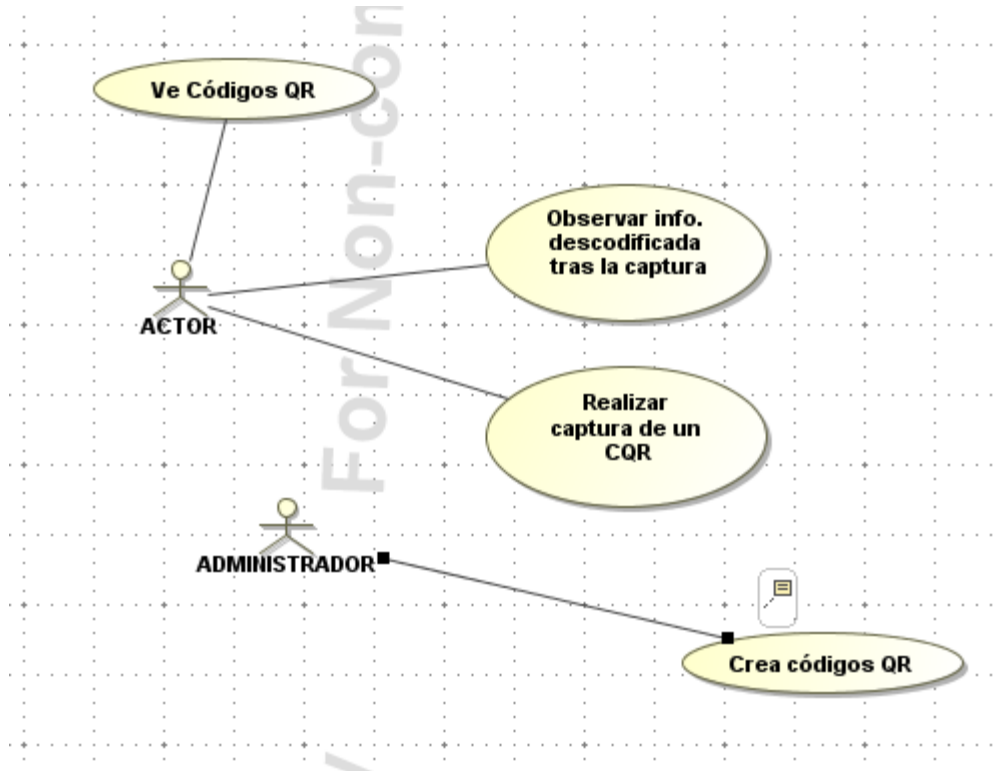 Ve Códigos QR
Observar info.
descodificada
tras la captura
ACTOR
Realizar
captura de un
CQR
ADMINISTRADOR
Crea códigos QR
For Non-com